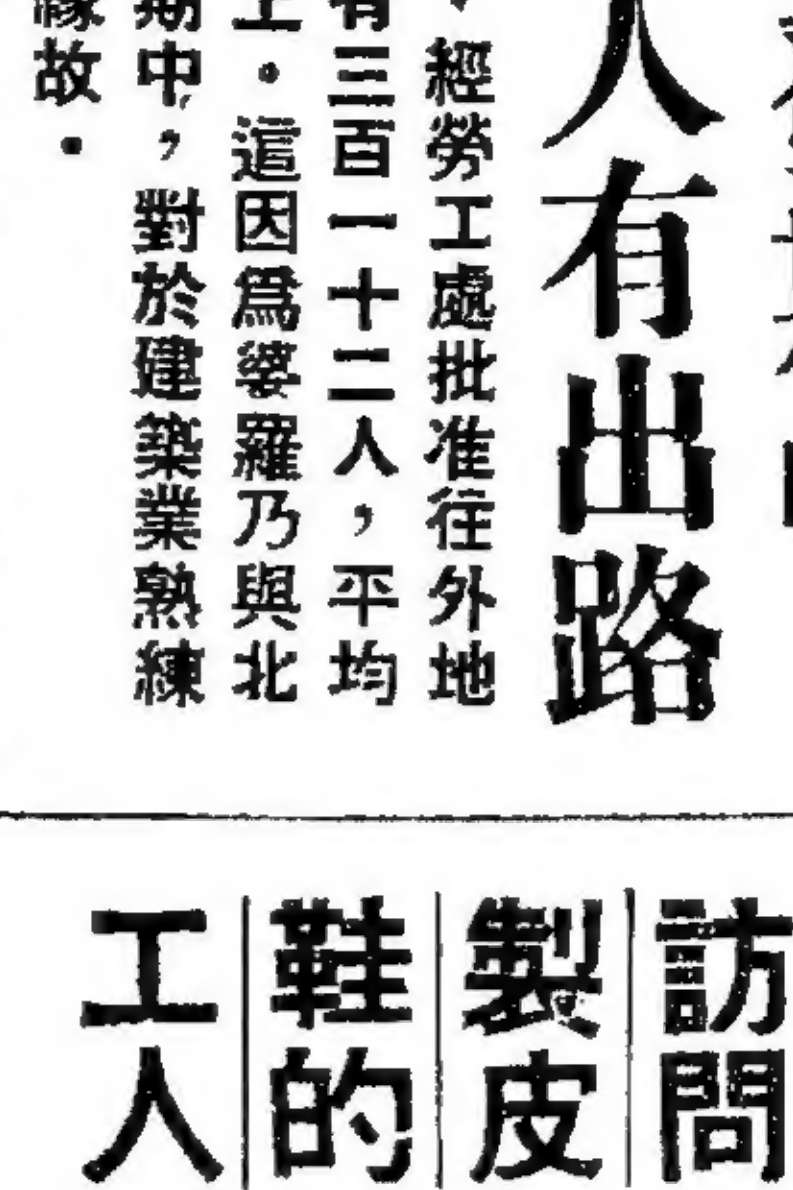 人有出路
經勞工處批准往外地
有三百一十二人，平均
上。這因為婆羅乃與北
期中，對於建築業熟練
緣故。
訪問
製皮
鞋的
工人